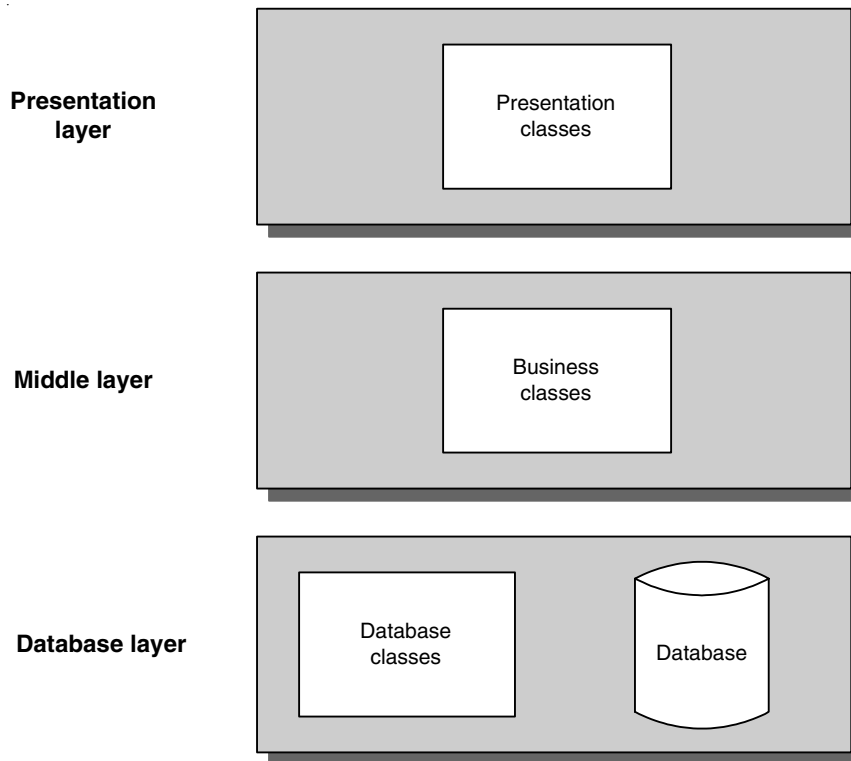 Presentation
layer
Presentation
classes
Middle layer
Business
classes
Database layer
Database
classes
Database